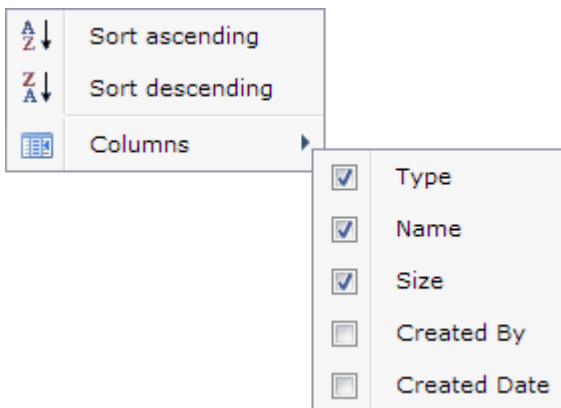 Sort ascending
Sort descending
Columns
Type
Name
Size
Created By
Created Date